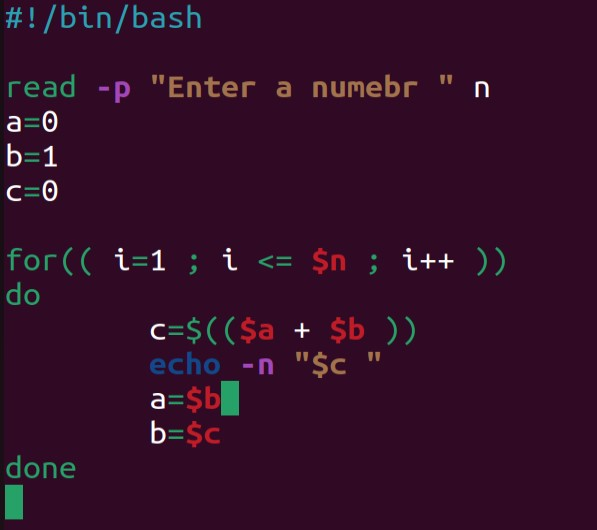 #!/bin/bash
read -p "Enter a numebr " n
a=0
b=1
c=0
for(( i=1 ; i <= $n ; i++ ))
do
c=$(($a + $b ))
echo -n "$c "
a=$b
b=$c
done